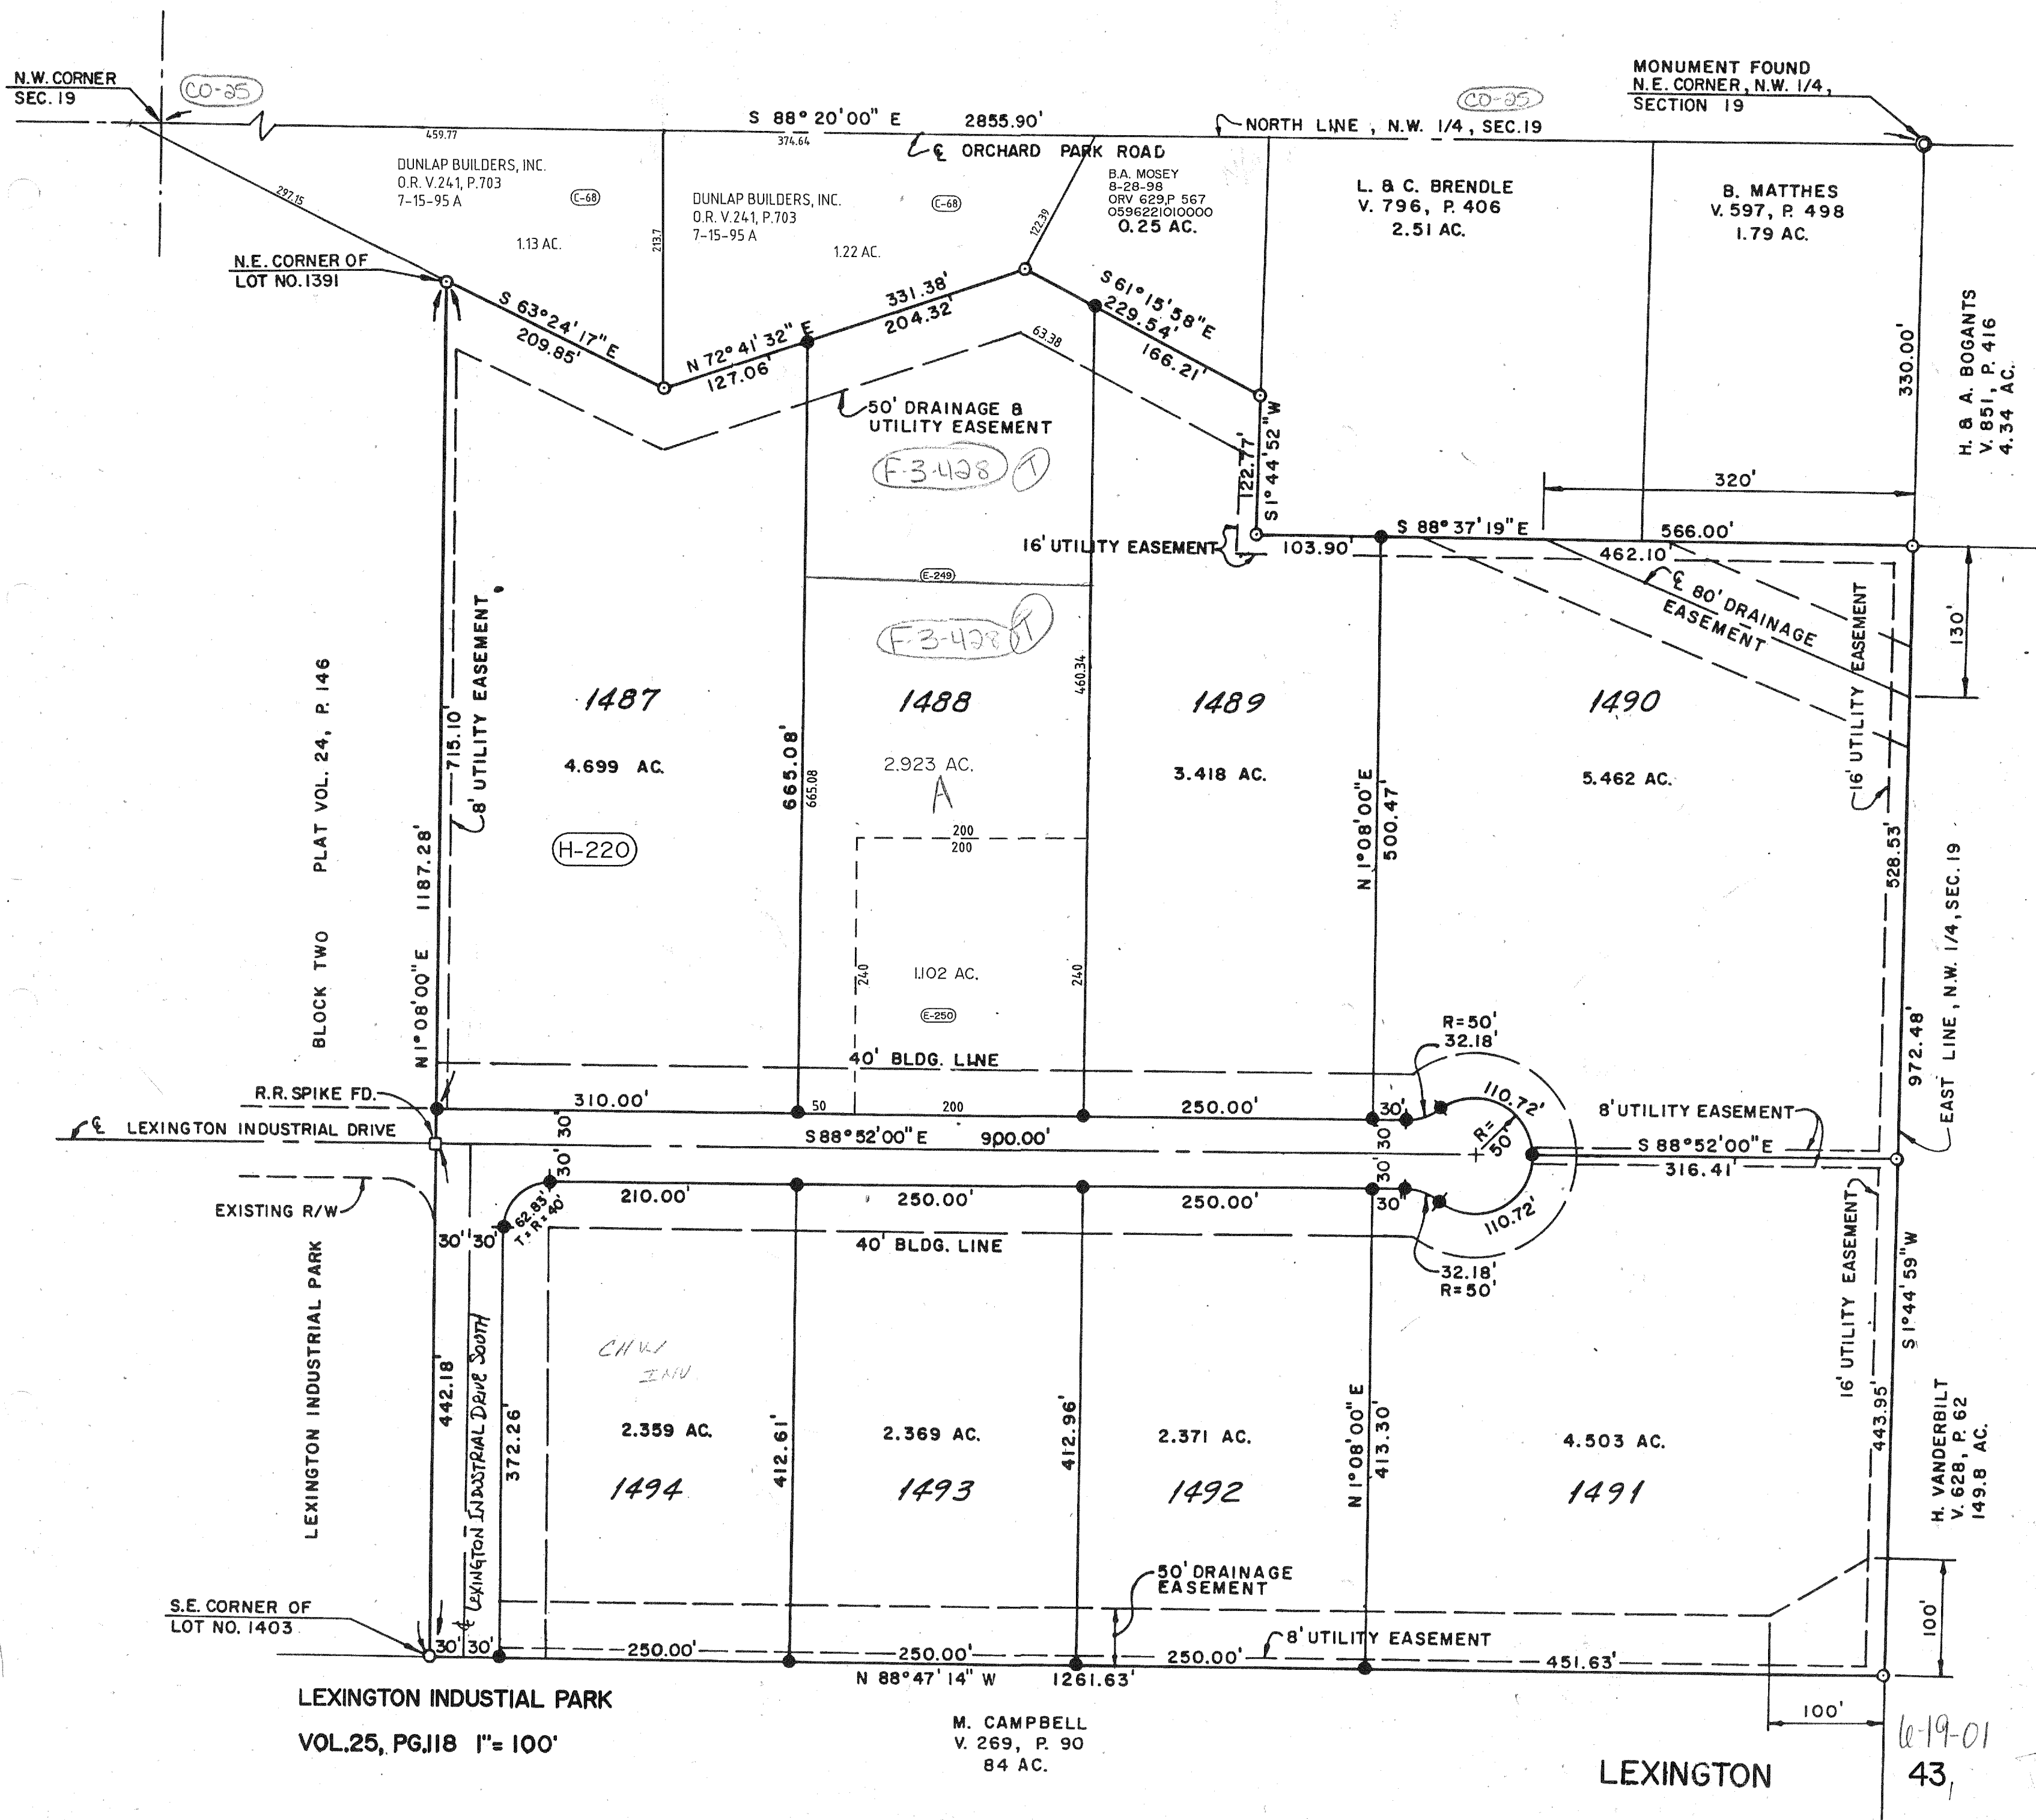 N.W. CORNER
SEC. 19
CO-25
S 88° 20' 00" E 2855.90'
459.77
374.64
℄ ORCHARD PARK ROAD
NORTH LINE, N.W. 1/4, SEC.19
CO-25
MONUMENT FOUND
N.E. CORNER, N.W. 1/4,
SECTION 19
297.15
DUNLAP BUILDERS, INC.
O.R. V.241, P.703
7-15-95 A
C-68
1.13 AC.
213.7
DUNLAP BUILDERS, INC.
O.R. V.241, P.703
7-15-95 A
C-68
1.22 AC.
122.39
B.A. MOSEY
8-28-98
ORV 629,P 567
0596221010000
0.25 AC.
L. & C. BRENDLE
V. 796, P. 406
2.51 AC.
B. MATTHES
V. 597, P. 498
1.79 AC.
H. & A. BOGANTS
V. 851, P. 416
4.34 AC.
330.00'
N.E. CORNER OF
LOT NO.1391
S 63° 24' 17" E
209.85'
N 72° 41' 32" E
127.06'
331.38'
204.32'
S 61° 15' 58" E
229.54'
166.21'
63.38
50' DRAINAGE &
UTILITY EASEMENT
F-3-428 T
122.77'
S 1° 44' 52" W
16' UTILITY EASEMENT
103.90'
S 88° 37' 19" E
566.00'
462.10'
320'
℄ 80' DRAINAGE
EASEMENT
16' UTILITY EASEMENT
130'
E-249
F-3-428 T
8' UTILITY EASEMENT
715.10'
1187.28'
N 1° 08' 00" E
BLOCK TWO PLAT VOL. 24, P. 146
1487
4.699 AC.
H-220
665.08'
665.08
1488
2.923 AC.
A
460.34
200
200
240
240
1.102 AC.
E-250
1489
3.418 AC.
N 1° 08' 00" E
500.47'
1490
5.462 AC.
528.53'
972.48'
EAST LINE, N.W. 1/4, SEC. 19
R=50'
32.18'
40' BLDG. LINE
R.R. SPIKE FD.
310.00'
50
200
250.00'
30'
110.72'
8' UTILITY EASEMENT
℄ LEXINGTON INDUSTRIAL DRIVE
30'
S 88° 52' 00" E 900.00'
30'
R=
50'
S 88° 52' 00" E
316.41'
30'
30'
EXISTING R/W
62.83'
T=R=40'
210.00'
250.00'
250.00'
30'
110.72'
30' 30'
40' BLDG. LINE
32.18'
R=50'
16' UTILITY EASEMENT
S 1° 44' 59" W
LEXINGTON INDUSTRIAL PARK
442.18'
℄ LEXINGTON INDUSTRIAL DRIVE SOUTH
372.26'
CHW
INV
2.359 AC.
1494
412.61'
2.369 AC.
1493
412.96'
2.371 AC.
1492
N 1° 08' 00" E
413.30'
4.503 AC.
1491
443.95'
H. VANDERBILT
V. 628, P. 62
149.8 AC.
50' DRAINAGE
EASEMENT
S.E. CORNER OF
LOT NO. 1403
30' 30'
250.00'
250.00'
250.00'
8' UTILITY EASEMENT
451.63'
100'
N 88° 47' 14" W 1261.63'
100'
LEXINGTON INDUSTIAL PARK
VOL.25, PG.118 1"= 100'
M. CAMPBELL
V. 269, P. 90
84 AC.
6-19-01
LEXINGTON 43